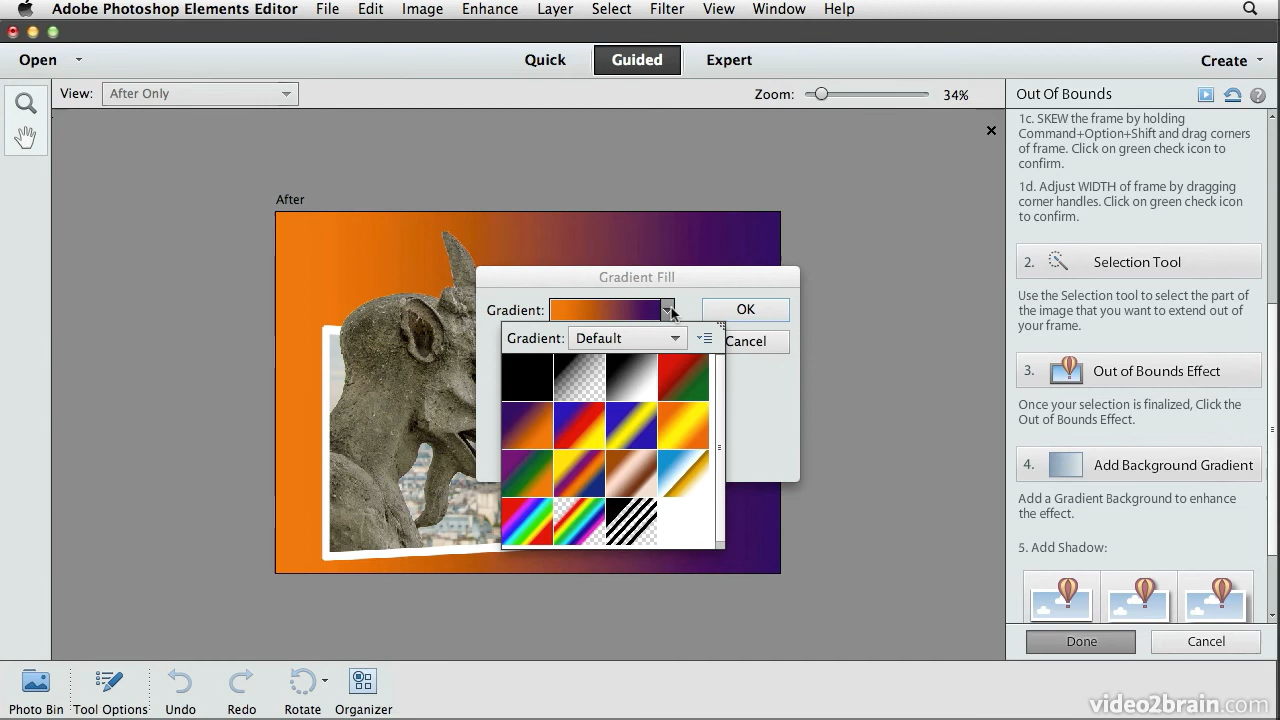 Adobe Photoshop Elements Editor File Edit Image Enhance Layer Select Filter View Window Help
Open Quick Guided Expert Create
View: After Only Zoom: 34% Out Of Bounds
After
1c. SKEW the frame by holding
Command+Option+Shift and drag corners
of frame. Click on green check icon to
confirm.
1d. Adjust WIDTH of frame by dragging
corner handles. Click on green check icon
to confirm.
2. Selection Tool
Use the Selection tool to select the part of
the image that you want to extend out of
your frame.
3. Out of Bounds Effect
Once your selection is finalized, Click the
Out of Bounds Effect.
4. Add Background Gradient
Add a Gradient Background to enhance
the effect.
5. Add Shadow:
Done Cancel
Gradient Fill
Gradient: OK
Gradient: Default Cancel
Photo Bin Tool Options Undo Redo Rotate Organizer
video2brain.com